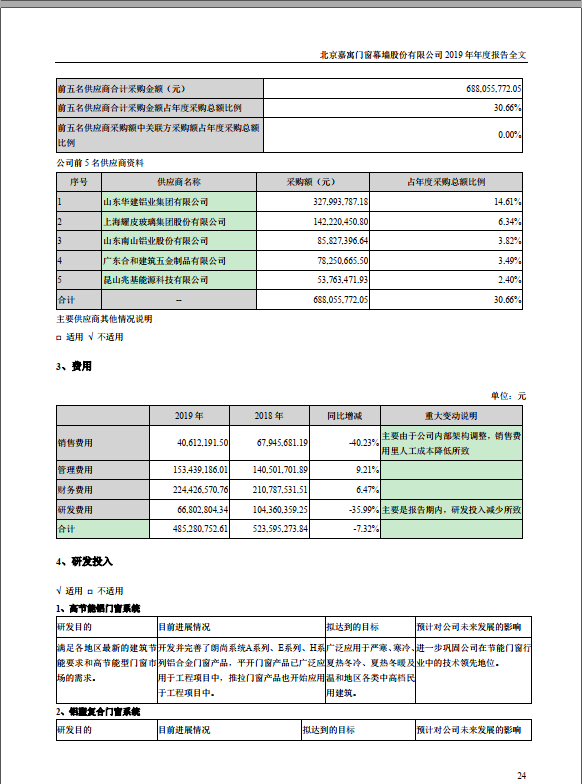 北京嘉寓门窗幕墙股份有限公司 2019 年年度报告全文
前五名供应商合计采购金额（元） 688,055,772.05
前五名供应商合计采购金额占年度采购总额比例 30.66%
前五名供应商采购额中关联方采购额占年度采购总额
比例 0.00%
公司前 5 名供应商资料
序号 供应商名称 采购额（元） 占年度采购总额比例
1 山东华建铝业集团有限公司 327,993,787.18 14.61%
2 上海耀皮玻璃集团股份有限公司 142,220,450.80 6.34%
3 山东南山铝业股份有限公司 85,827,396.64 3.82%
4 广东合和建筑五金制品有限公司 78,250,665.50 3.49%
5 昆山兆基能源科技有限公司 53,763,471.93 2.40%
合计 -- 688,055,772.05 30.66%
主要供应商其他情况说明
□ 适用 √ 不适用
3、费用
单位：元
2019 年 2018 年 同比增减 重大变动说明
销售费用 40,612,191.50 67,945,681.19 -40.23% 主要由于公司内部架构调整，销售费
用里人工成本降低所致
管理费用 153,439,186.01 140,501,701.89 9.21%
财务费用 224,426,570.76 210,787,531.51 6.47%
研发费用 66,802,804.34 104,360,359.25 -35.99% 主要是报告期内，研发投入减少所致
合计 485,280,752.61 523,595,273.84 -7.32%
4、研发投入
√ 适用 □ 不适用
1、高节能铝门窗系统
研发目的 目前进展情况 拟达到的目标 预计对公司未来发展的影响
满足各地区最新的建筑节 开发并完善了朗尚系统A系列、E系列、H系 广泛应用于严寒、寒冷、 进一步巩固公司在节能门窗行
能要求和高节能型门窗市 列铝合金门窗产品，平开门窗产品已广泛应 夏热冬冷、夏热冬暖及 业中的技术领先地位。
场的需求。 用于工程项目中，推拉门窗产品也开始应用 温和地区各类中高档民
于工程项目中。 用建筑。
2、铝塑复合门窗系统
研发目的 目前进展情况 拟达到的目标 预计对公司未来发展的影响
24